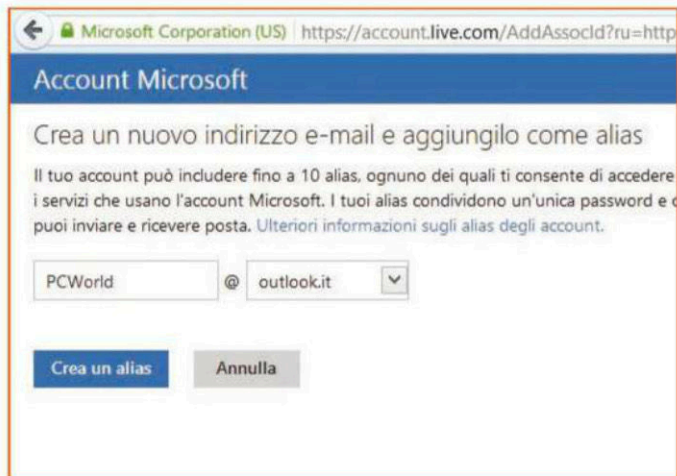 Microsoft Corporation (US) https://account.live.com/AddAssocId?ru=http
Account Microsoft
Crea un nuovo indirizzo e-mail e aggiungilo come alias
Il tuo account può includere fino a 10 alias, ognuno dei quali ti consente di accedere
i servizi che usano l'account Microsoft. I tuoi alias condividono un'unica password e
puoi inviare e ricevere posta. Ulteriori informazioni sugli alias degli account.
PCWorld @ outlook.it
Crea un alias Annulla